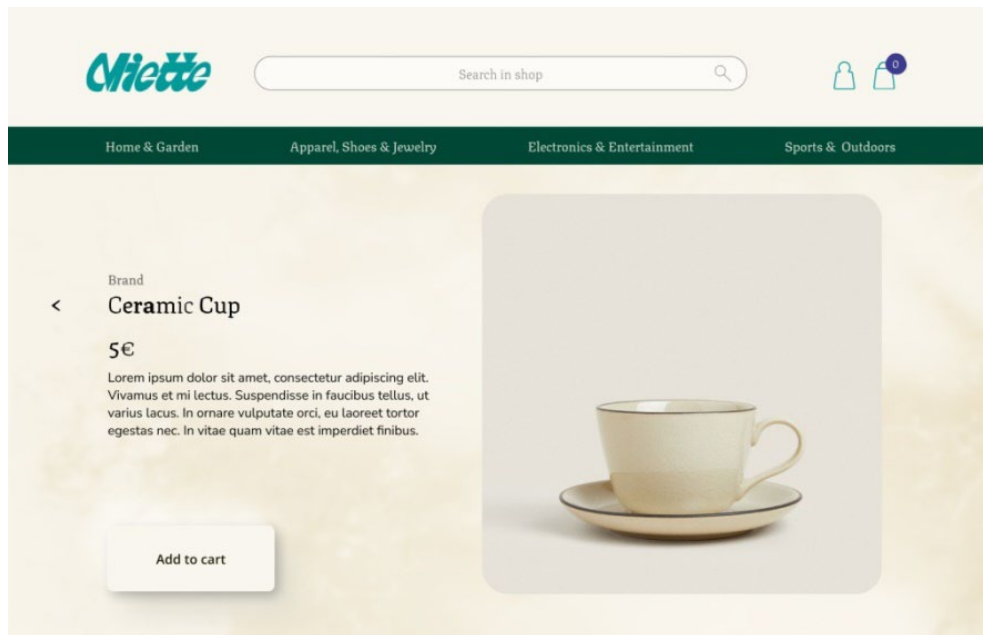 Miette
Search in shop
0
Home & Garden
Apparel, Shoes & Jewelry
Electronics & Entertainment
Sports & Outdoors
Brand
<
Ceramic Cup
5€
Lorem ipsum dolor sit amet, consectetur adipiscing elit.
Vivamus et mi lectus. Suspendisse in faucibus tellus, ut
varius lacus. In ornare vulputate orci, eu laoreet tortor
egestas nec. In vitae quam vitae est imperdiet finibus.
Add to cart